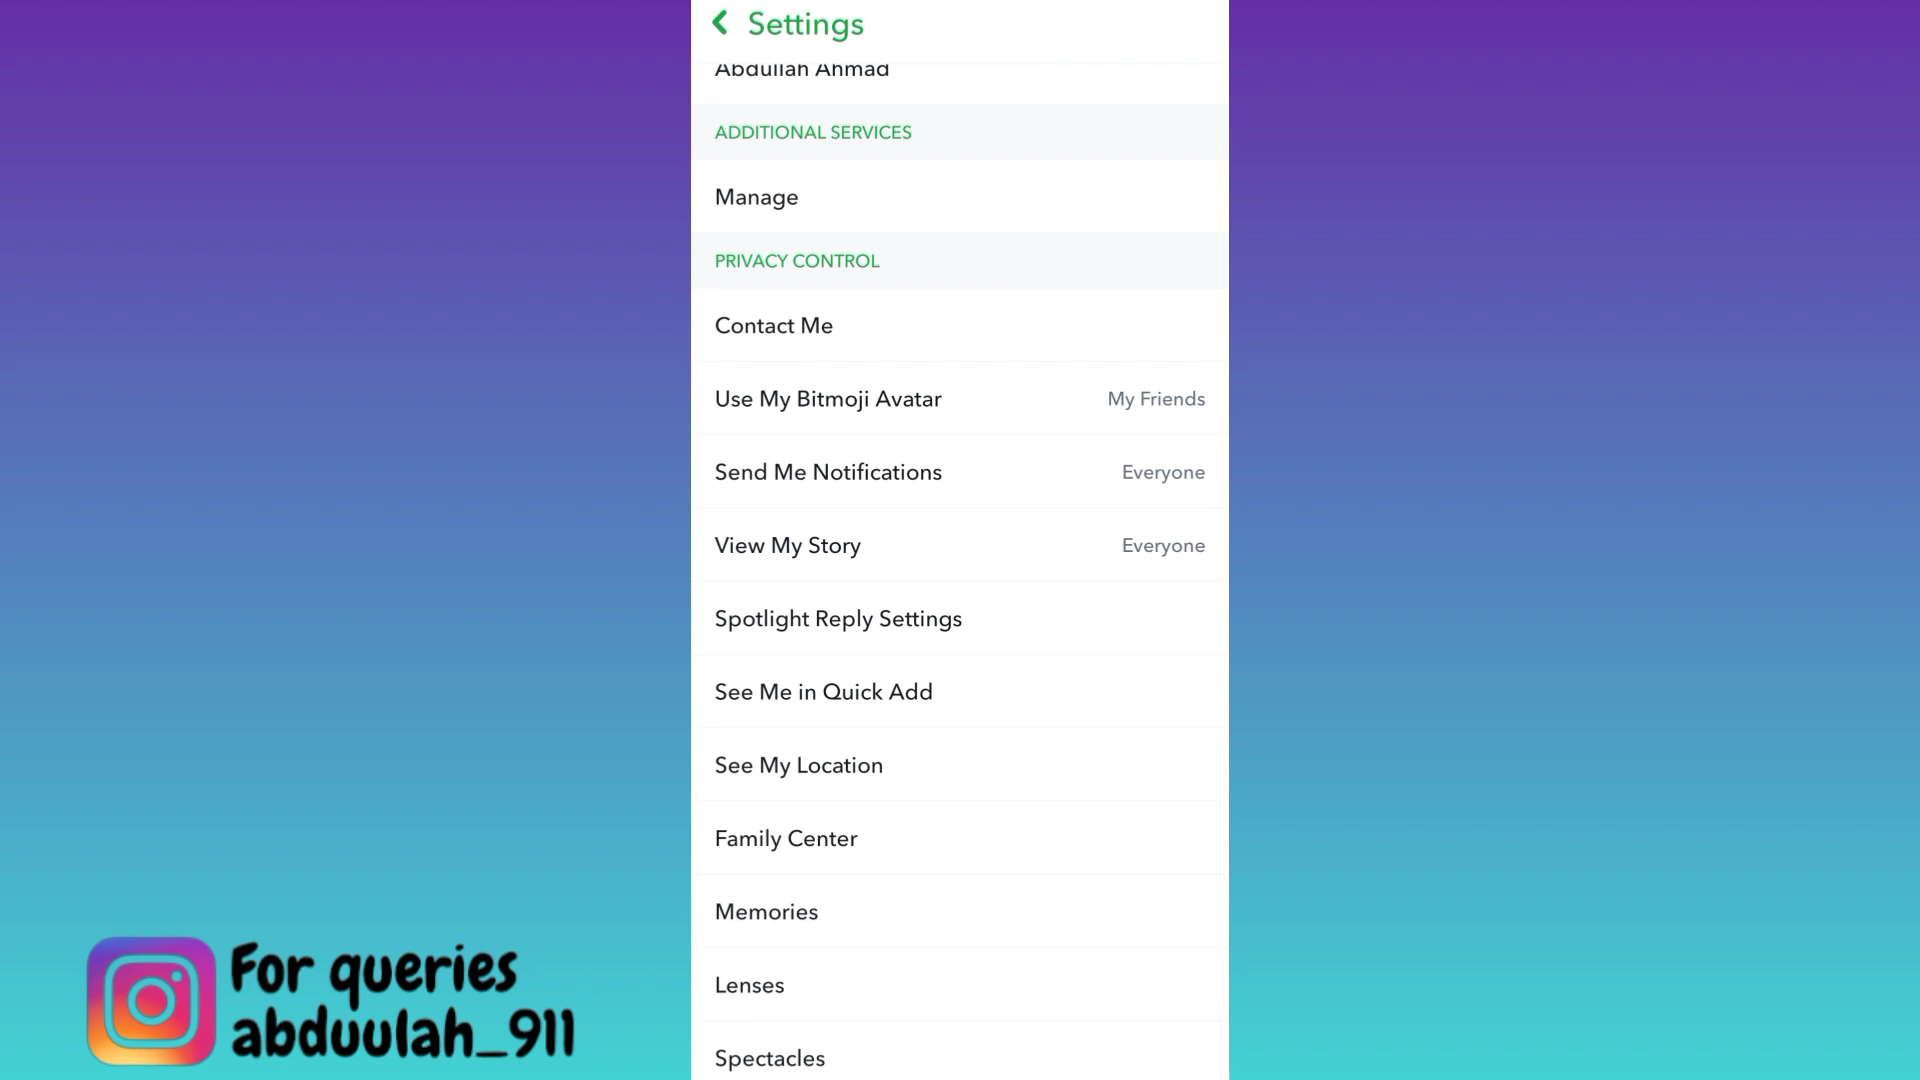 Settings
Abdullah Ahmad
ADDITIONAL SERVICES
Manage
PRIVACY CONTROL
Contact Me
Use My Bitmoji Avatar My Friends
Send Me Notifications Everyone
View My Story Everyone
Spotlight Reply Settings
See Me in Quick Add
See My Location
Family Center
Memories
Lenses
Spectacles
For queries
abduulah_911